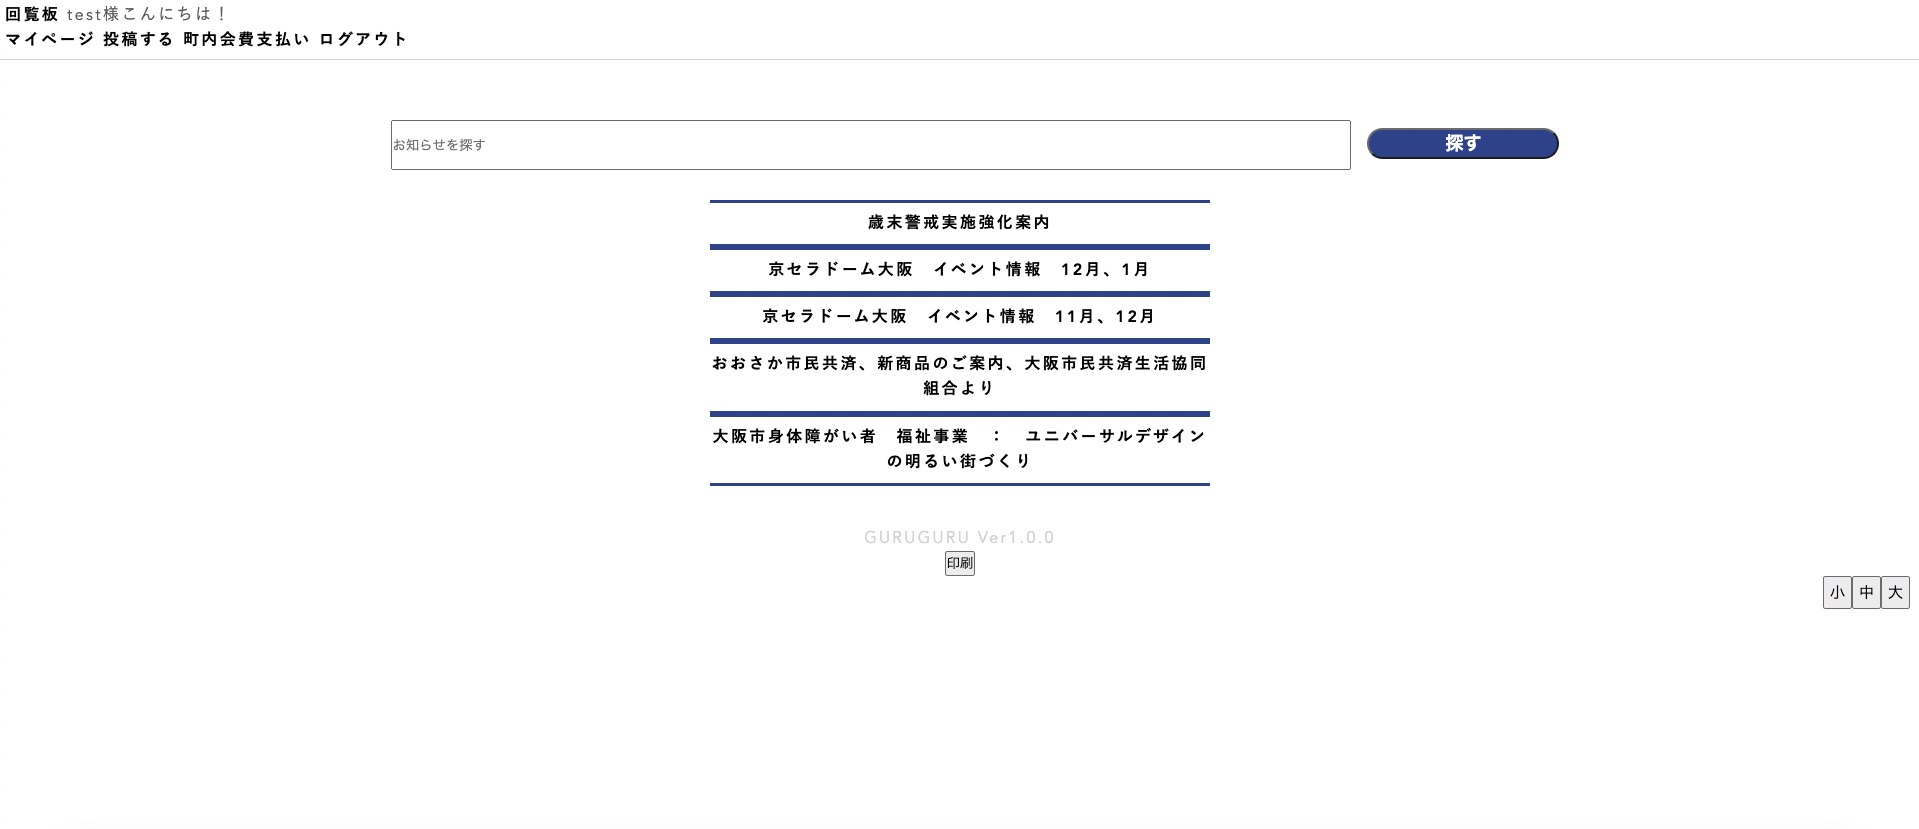 回覧板 test様こんにちは！
マイページ 投稿する 町内会費支払い ログアウト
お知らせを探す
探す
歳末警戒実施強化案内
京セラドーム大阪　イベント情報　12月、1月
京セラドーム大阪　イベント情報　11月、12月
おおさか市民共済、新商品のご案内、大阪市民共済生活協同
組合より
大阪市身体障がい者　福祉事業　：　ユニバーサルデザイン
の明るい街づくり
GURUGURU Ver1.0.0
印刷
小 中 大